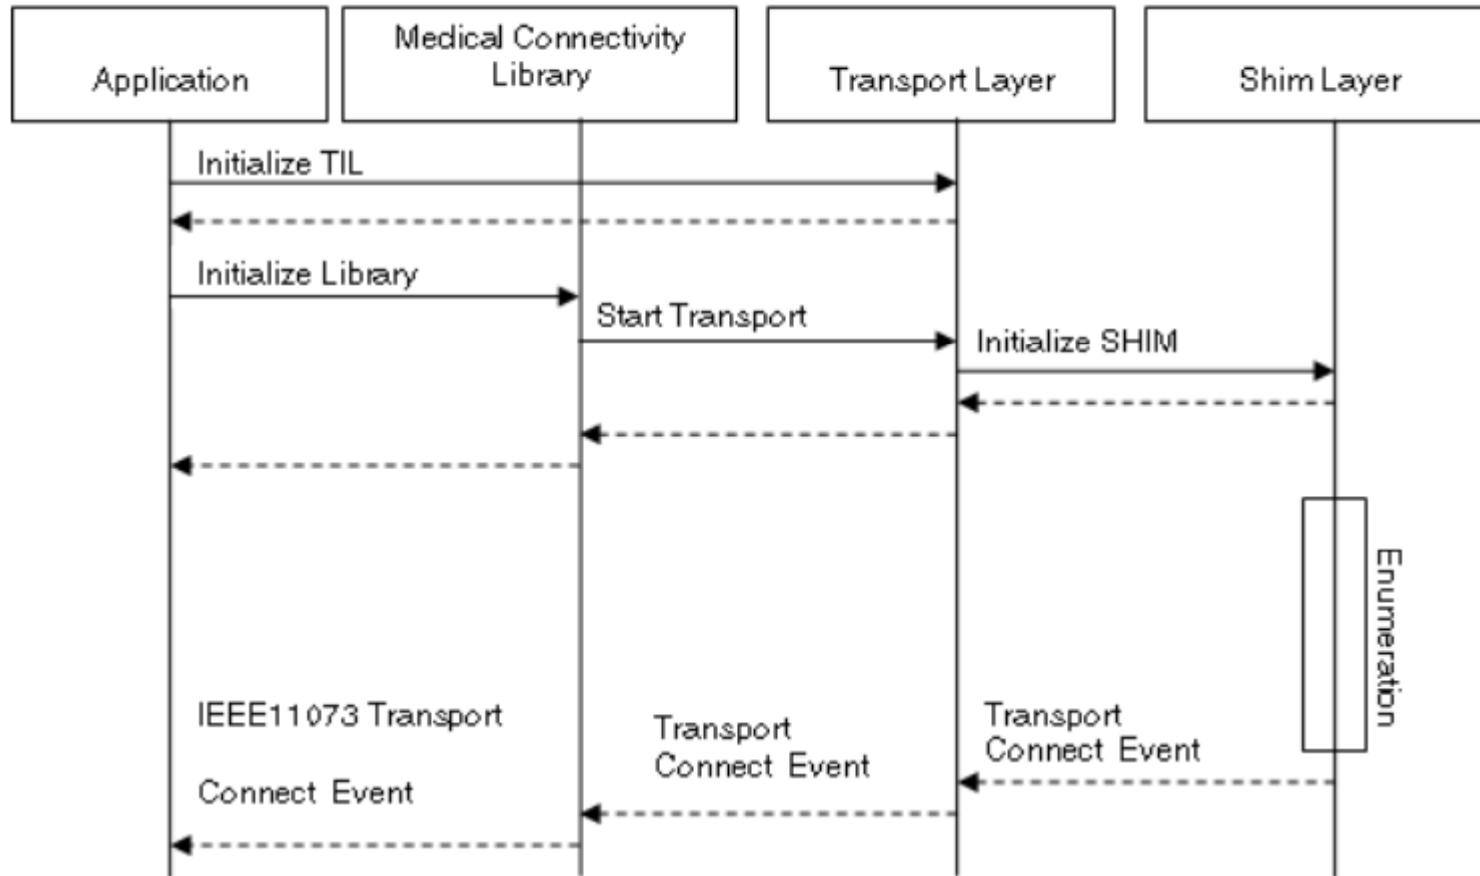 Application
Medical Connectivity
Library
Transport Layer
Shim Layer
Initialize TIL
Initialize Library
Start Transport
Initialize SHIM
Enumeration
IEEE11073 Transport
Connect Event
Transport
Connect Event
Transport
Connect Event